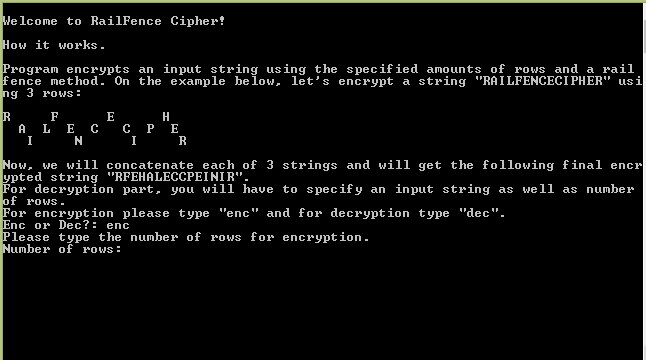 Welcome to RailFence Cipher!
How it works.
Program encrypts an input string using the specified amounts of rows and a rail
fence method. On the example below, let's encrypt a string "RAILFENCECIPHER" usi
ng 3 rows:
R F E H
A L E C C P E
I N I R
Now, we will concatenate each of 3 strings and will get the following final encr
ypted string "RFEHALECCPEINIR".
For decryption part, you will have to specify an input string as well as number
of rows.
For encryption please type "enc" and for decryption type "dec".
Enc or Dec?: enc
Please type the number of rows for encryption.
Number of rows: